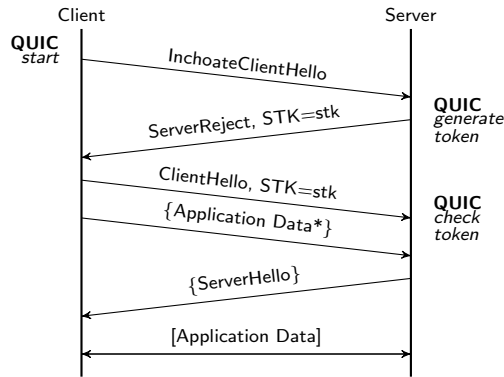 Client
Server
QUIC
start
InchoateClientHello
QUIC
generate
token
ServerReject, STK=stk
ClientHello, STK=stk
QUIC
check
token
{Application Data*}
{ServerHello}
[Application Data]